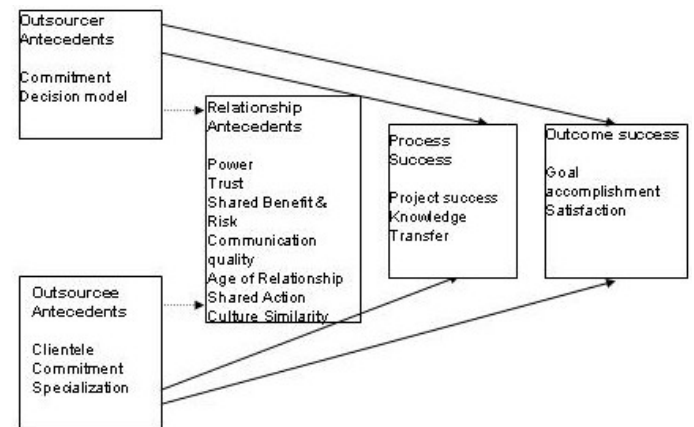 Outsourcer
Antecedents
Commitment
Decision model
Relationship
Antecedents
Power
Trust
Shared Benefit &
Risk
Communication
quality
Age of Relationship
Shared Action
Culture Similarity
Process
Success
Project success
Knowledge
Transfer
Outcome success
Goal
accomplishment
Satisfaction
Outsourcee
Antecedents
Clientele
Commitment
Specialization